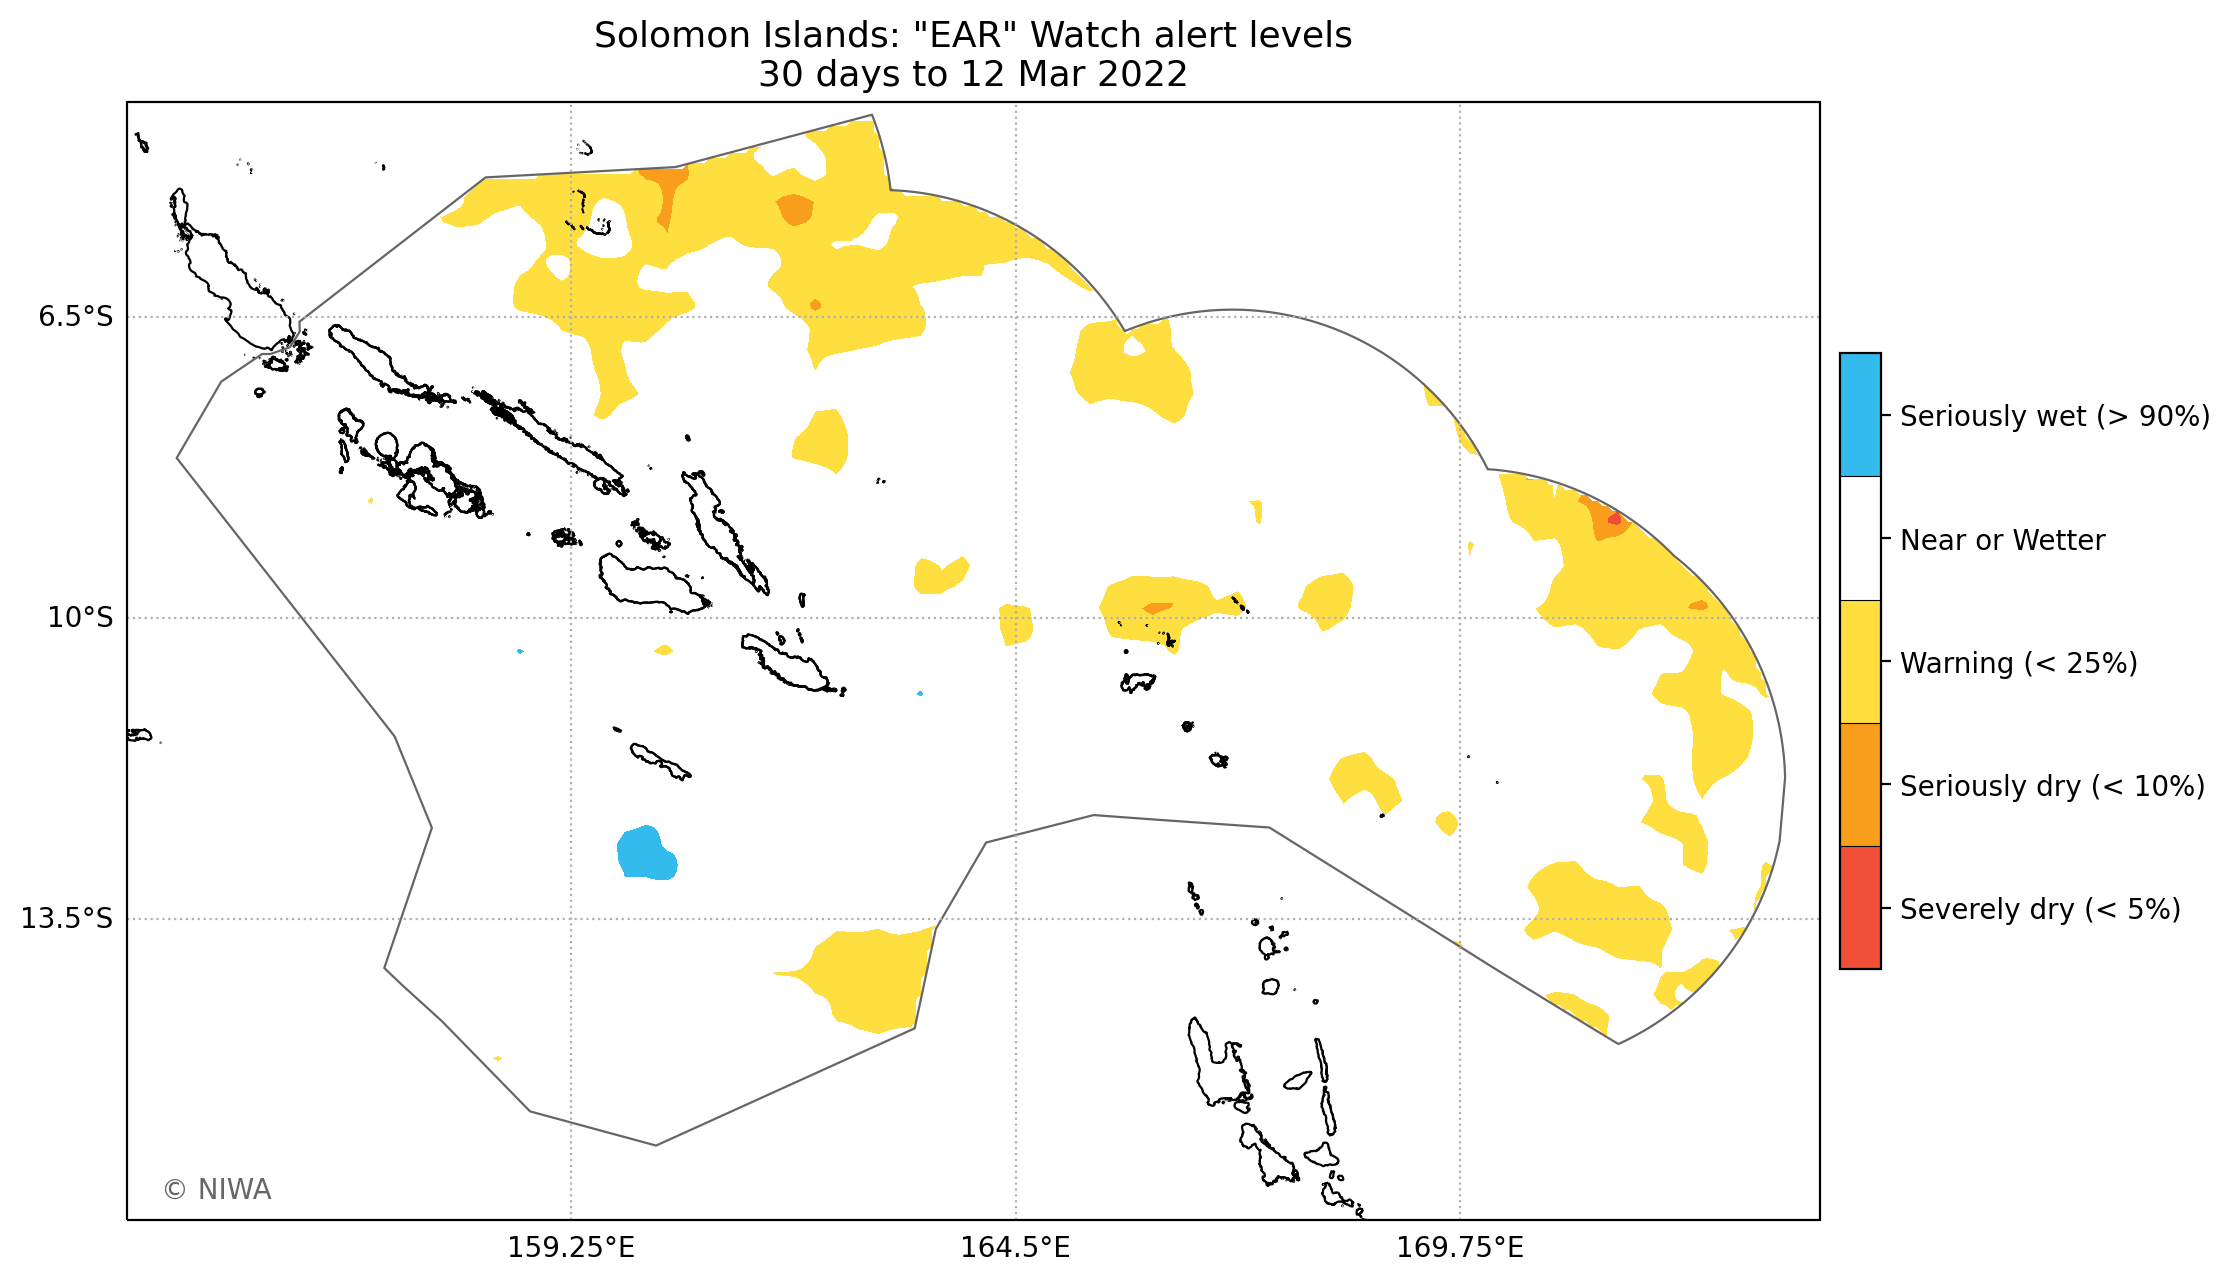 Solomon Islands: "EAR" Watch alert levels
30 days to 12 Mar 2022
6.5°S
10°S
13.5°S
159.25°E
164.5°E
169.75°E
© NIWA
Seriously wet (> 90%)
Near or Wetter
Warning (< 25%)
Seriously dry (< 10%)
Severely dry (< 5%)